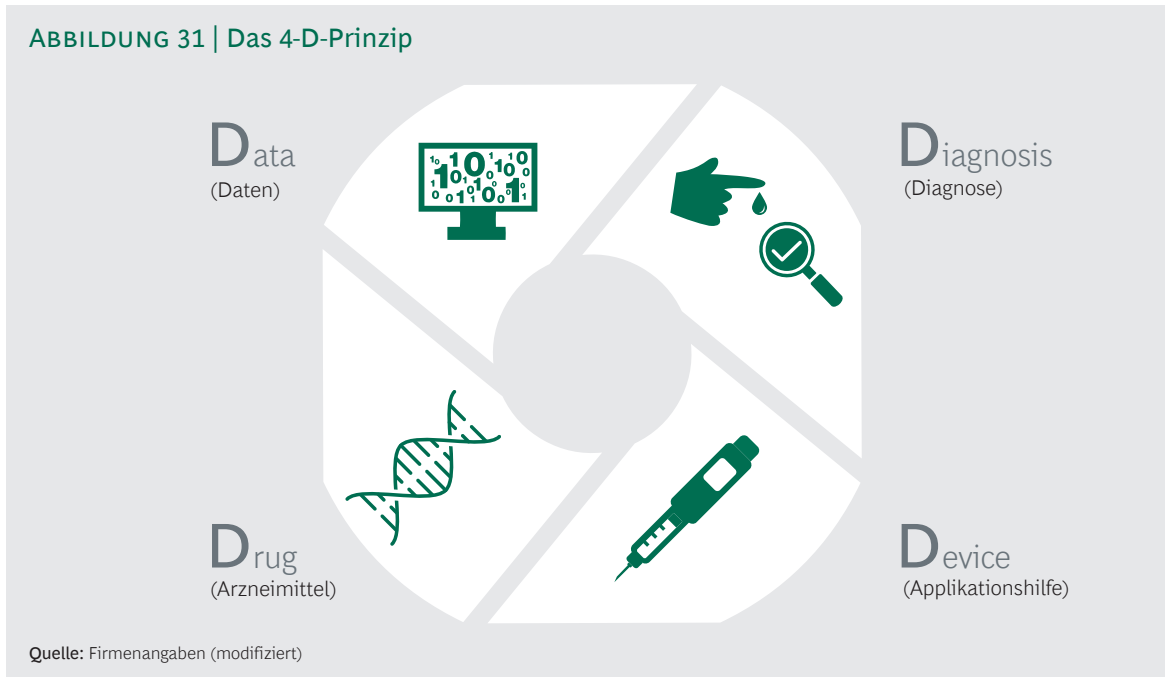 ABBILDUNG 31 | Das 4-D-Prinzip
Data
(Daten)
Diagnosis
(Diagnose)
Drug
(Arzneimittel)
Device
(Applikationshilfe)
Quelle: Firmenangaben (modifiziert)